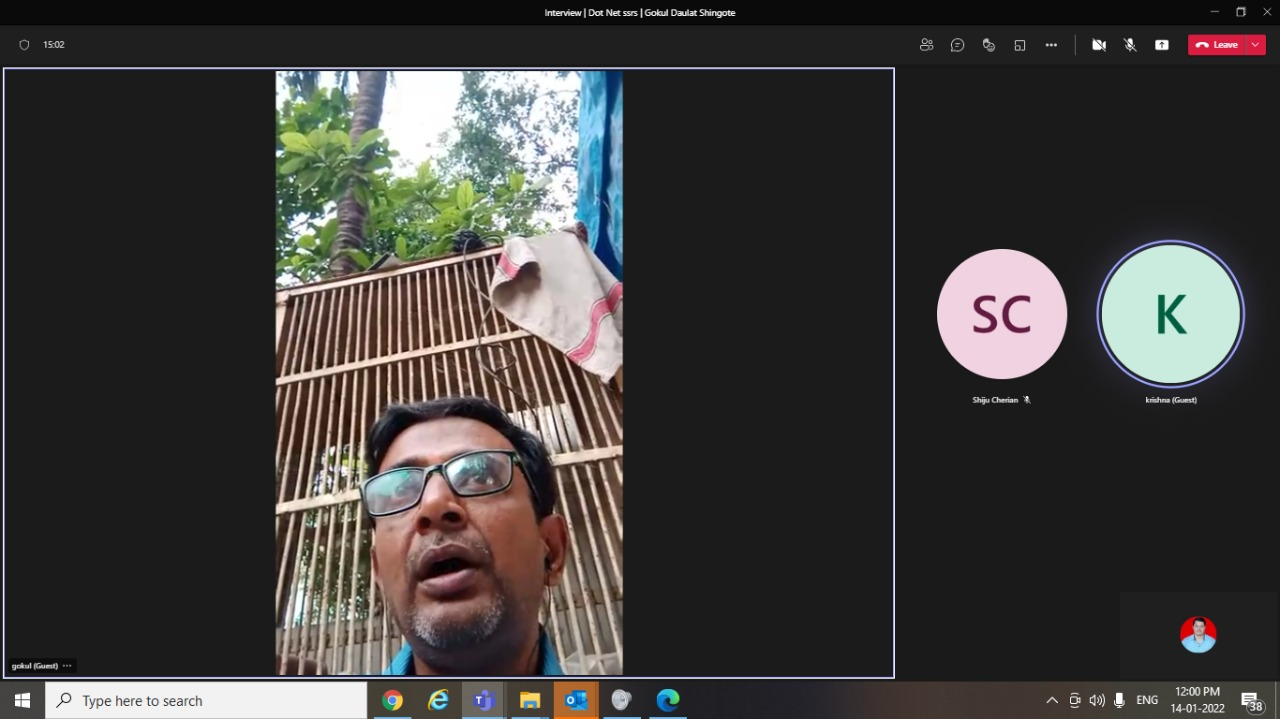 Interview | Dot Net ssrs | Gokul Daulat Shingote
15:02
Leave
SC
K
Shiju Cherian
krishna (Guest)
gokul (Guest)
Type here to search
ENG
12:00 PM
14-01-2022
38